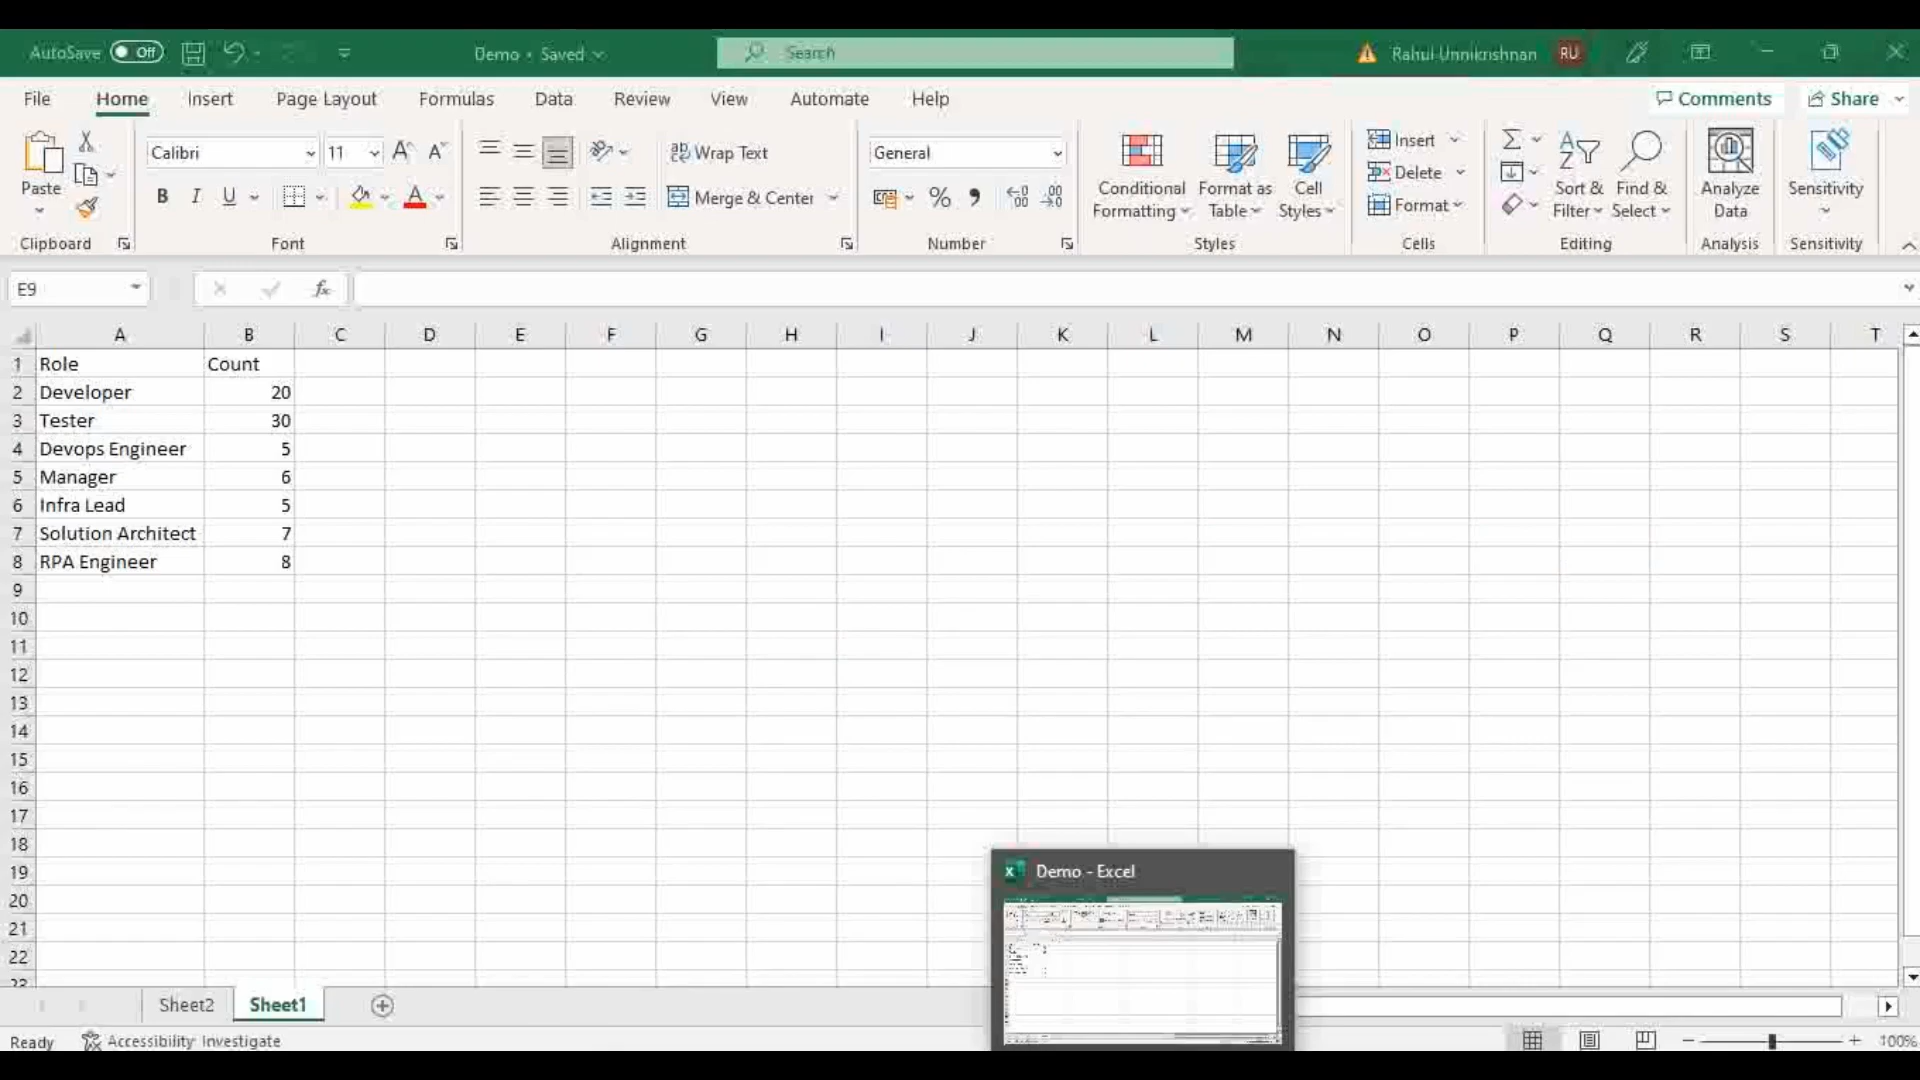 AutoSave Off Demo • Saved Search Rahul Unnikrishnan RU
File Home Insert Page Layout Formulas Data Review View Automate Help Comments Share
Paste Calibri 11 Wrap Text General Conditional Formatting Format as Table Cell Styles Insert Sort & Filter Find & Select Analyze Data Sensitivity
B I U Merge & Center % Delete
Format
Clipboard Font Alignment Number Styles Cells Editing Analysis Sensitivity
E9 fx
A B C D E F G H I J K L M N O P Q R S T
1 Role Count
2 Developer 20
3 Tester 30
4 Devops Engineer 5
5 Manager 6
6 Infra Lead 5
7 Solution Architect 7
8 RPA Engineer 8
9
10
11
12
13
14
15
16
17
18
19
20
21
22
23
Demo - Excel
Sheet2 Sheet1
Ready Accessibility: Investigate 100%